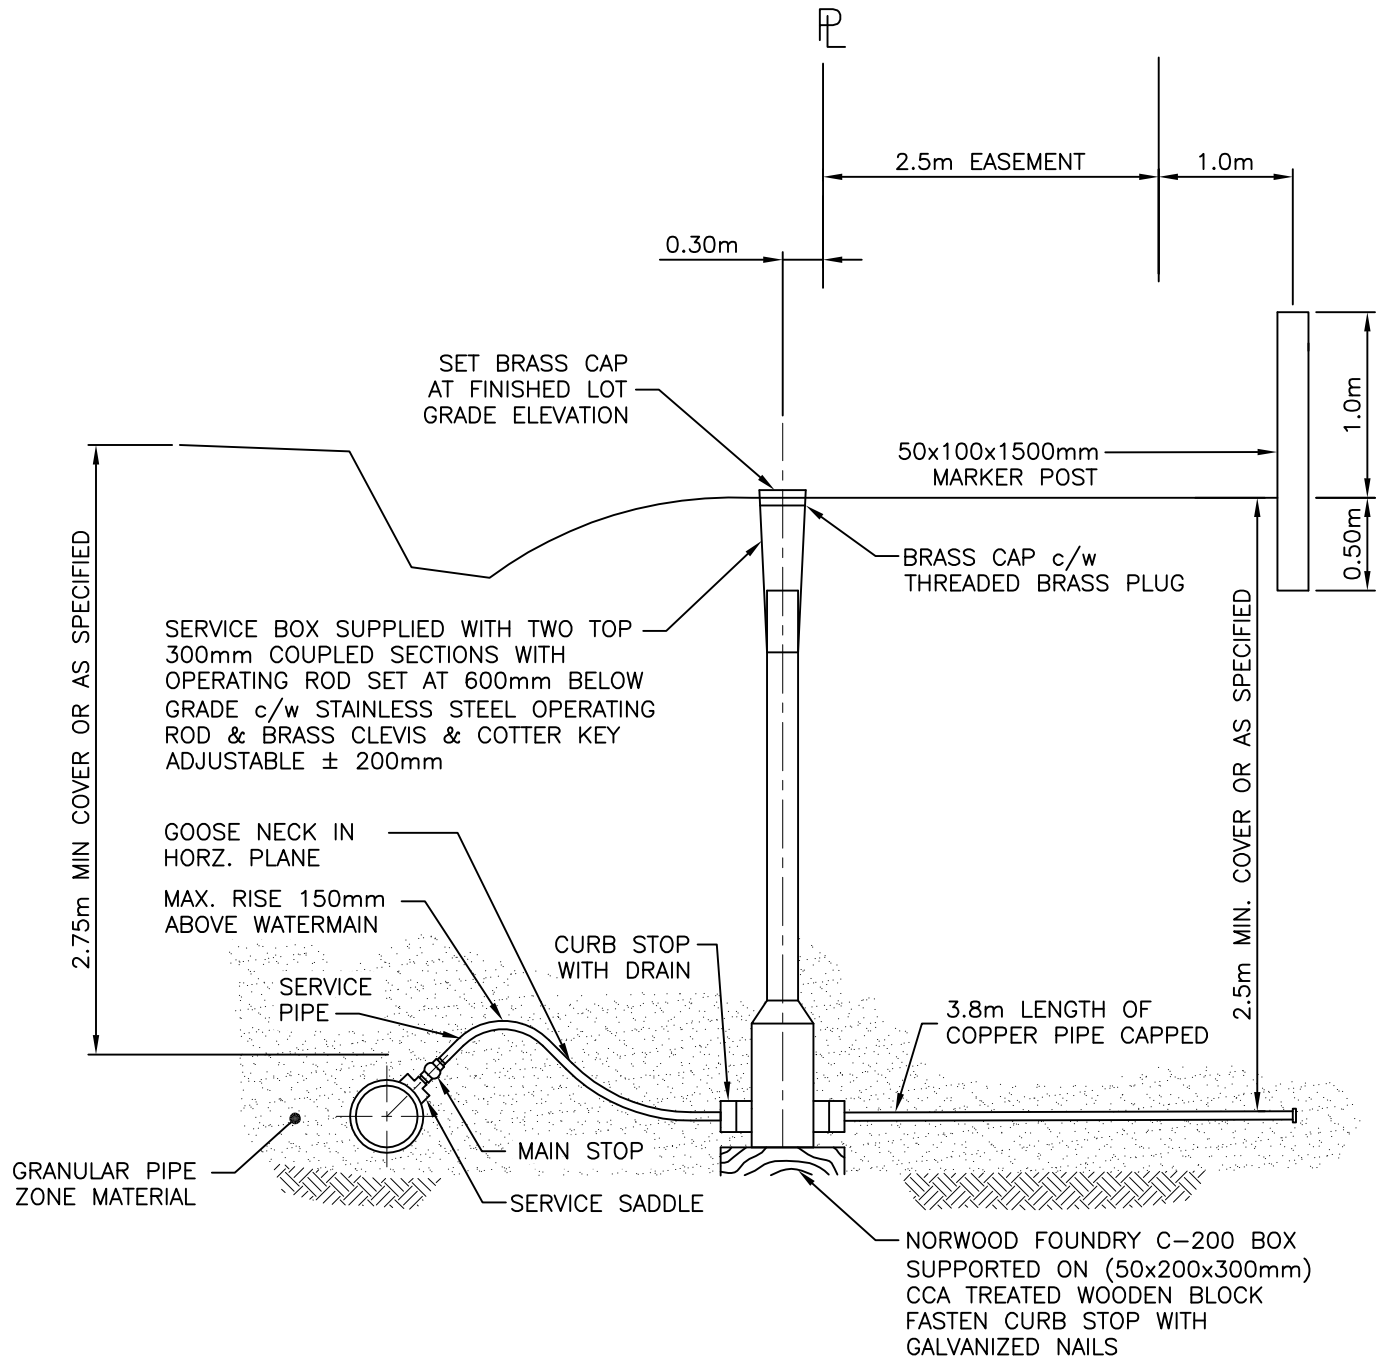 PL
2.5m EASEMENT
1.0m
0.30m
SET BRASS CAP
AT FINISHED LOT
GRADE ELEVATION
50x100x1500mm
MARKER POST
1.0m
0.50m
BRASS CAP c/w
THREADED BRASS PLUG
2.75m MIN COVER OR AS SPECIFIED
SERVICE BOX SUPPLIED WITH TWO TOP
300mm COUPLED SECTIONS WITH
OPERATING ROD SET AT 600mm BELOW
GRADE c/w STAINLESS STEEL OPERATING
ROD & BRASS CLEVIS & COTTER KEY
ADJUSTABLE ± 200mm
2.5m MIN. COVER OR AS SPECIFIED
GOOSE NECK IN
HORZ. PLANE
MAX. RISE 150mm
ABOVE WATERMAIN
CURB STOP
WITH DRAIN
SERVICE
PIPE
3.8m LENGTH OF
COPPER PIPE CAPPED
MAIN STOP
GRANULAR PIPE
ZONE MATERIAL
SERVICE SADDLE
NORWOOD FOUNDRY C-200 BOX
SUPPORTED ON (50x200x300mm)
CCA TREATED WOODEN BLOCK
FASTEN CURB STOP WITH
GALVANIZED NAILS